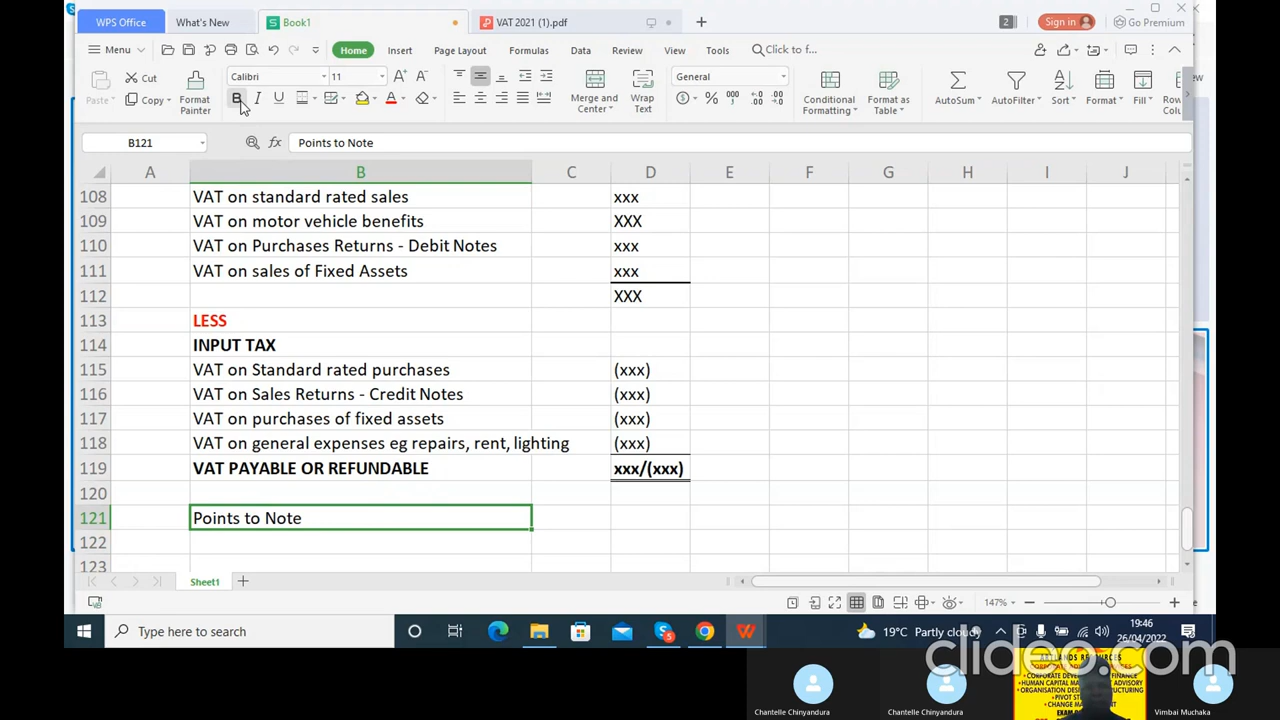 WPS Office
What's New
Book1
VAT 2021 (1).pdf
2
Sign in
Go Premium
Menu
Home
Insert
Page Layout
Formulas
Data
Review
View
Tools
Click to f...
Paste
Cut
Copy
Format Painter
Calibri
11
Merge and Center
Wrap Text
General
Conditional Formatting
Format as Table
AutoSum
AutoFilter
Sort
Format
Fill
B121
fx
Points to Note
A B C D E F G H I J
108 VAT on standard rated sales xxx
109 VAT on motor vehicle benefits XXX
110 VAT on Purchases Returns - Debit Notes xxx
111 VAT on sales of Fixed Assets xxx
112 XXX
113 LESS
114 INPUT TAX
115 VAT on Standard rated purchases (xxx)
116 VAT on Sales Returns - Credit Notes (xxx)
117 VAT on purchases of fixed assets (xxx)
118 VAT on general expenses eg repairs, rent, lighting (xxx)
119 VAT PAYABLE OR REFUNDABLE xxx/(xxx)
120
121 Points to Note
122
123
Sheet1
147%
Type here to search
19°C Partly cloudy
19:46
26/04/2022
clideo.com
Chantelle Chinyandura
Chantelle Chinyandura
Vimbai Muchaka